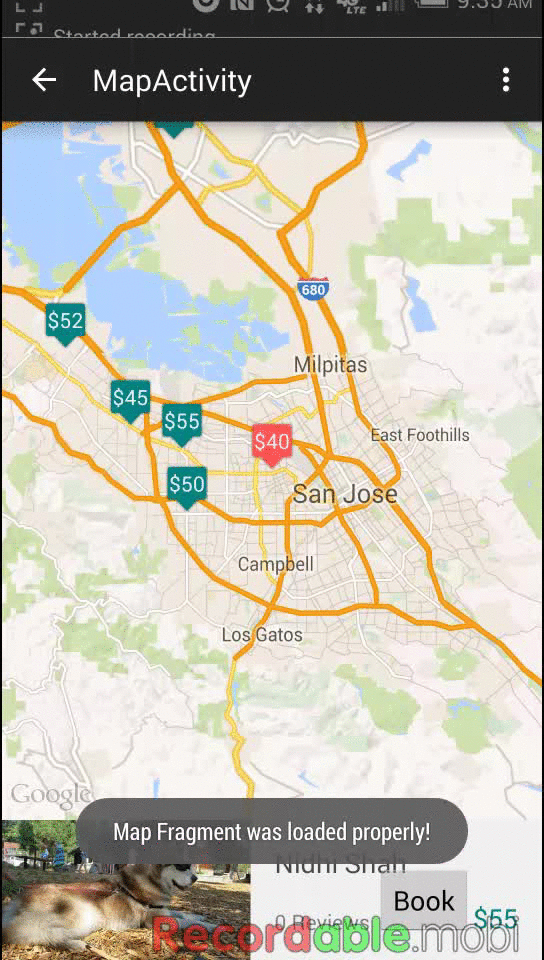 9:35 AM
Started recording
MapActivity
680
$52
Milpitas
$45
$55
$40
East Foothills
$50
San Jose
Campbell
Los Gatos
Google
Map Fragment was loaded properly!
Nidhi Shah
Book
0 Reviews
$55
Recordable.mobi